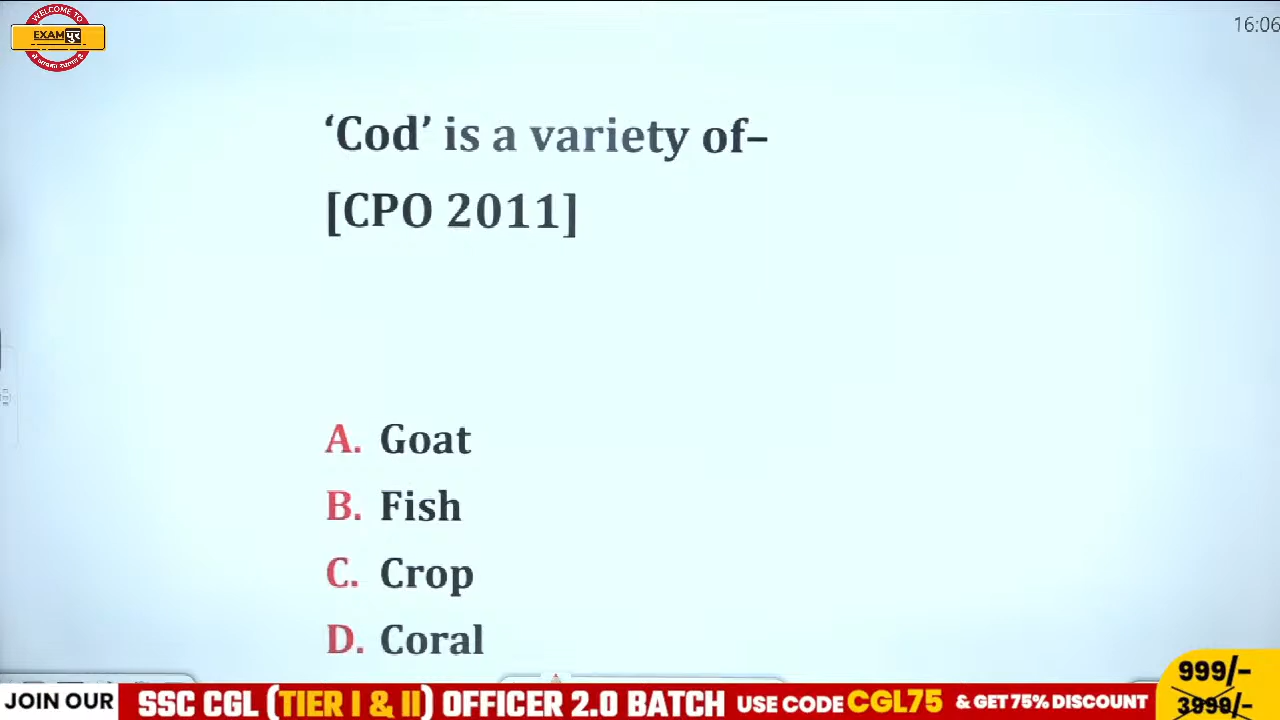 WELCOME TO
EXAMपुर
16:06
‘Cod’ is a variety of–
[CPO 2011]
A. Goat
B. Fish
C. Crop
D. Coral
JOIN OUR SSC CGL (TIER I & II) OFFICER 2.0 BATCH USE CODE CGL75 & GET 75% DISCOUNT
999/-
3999/-